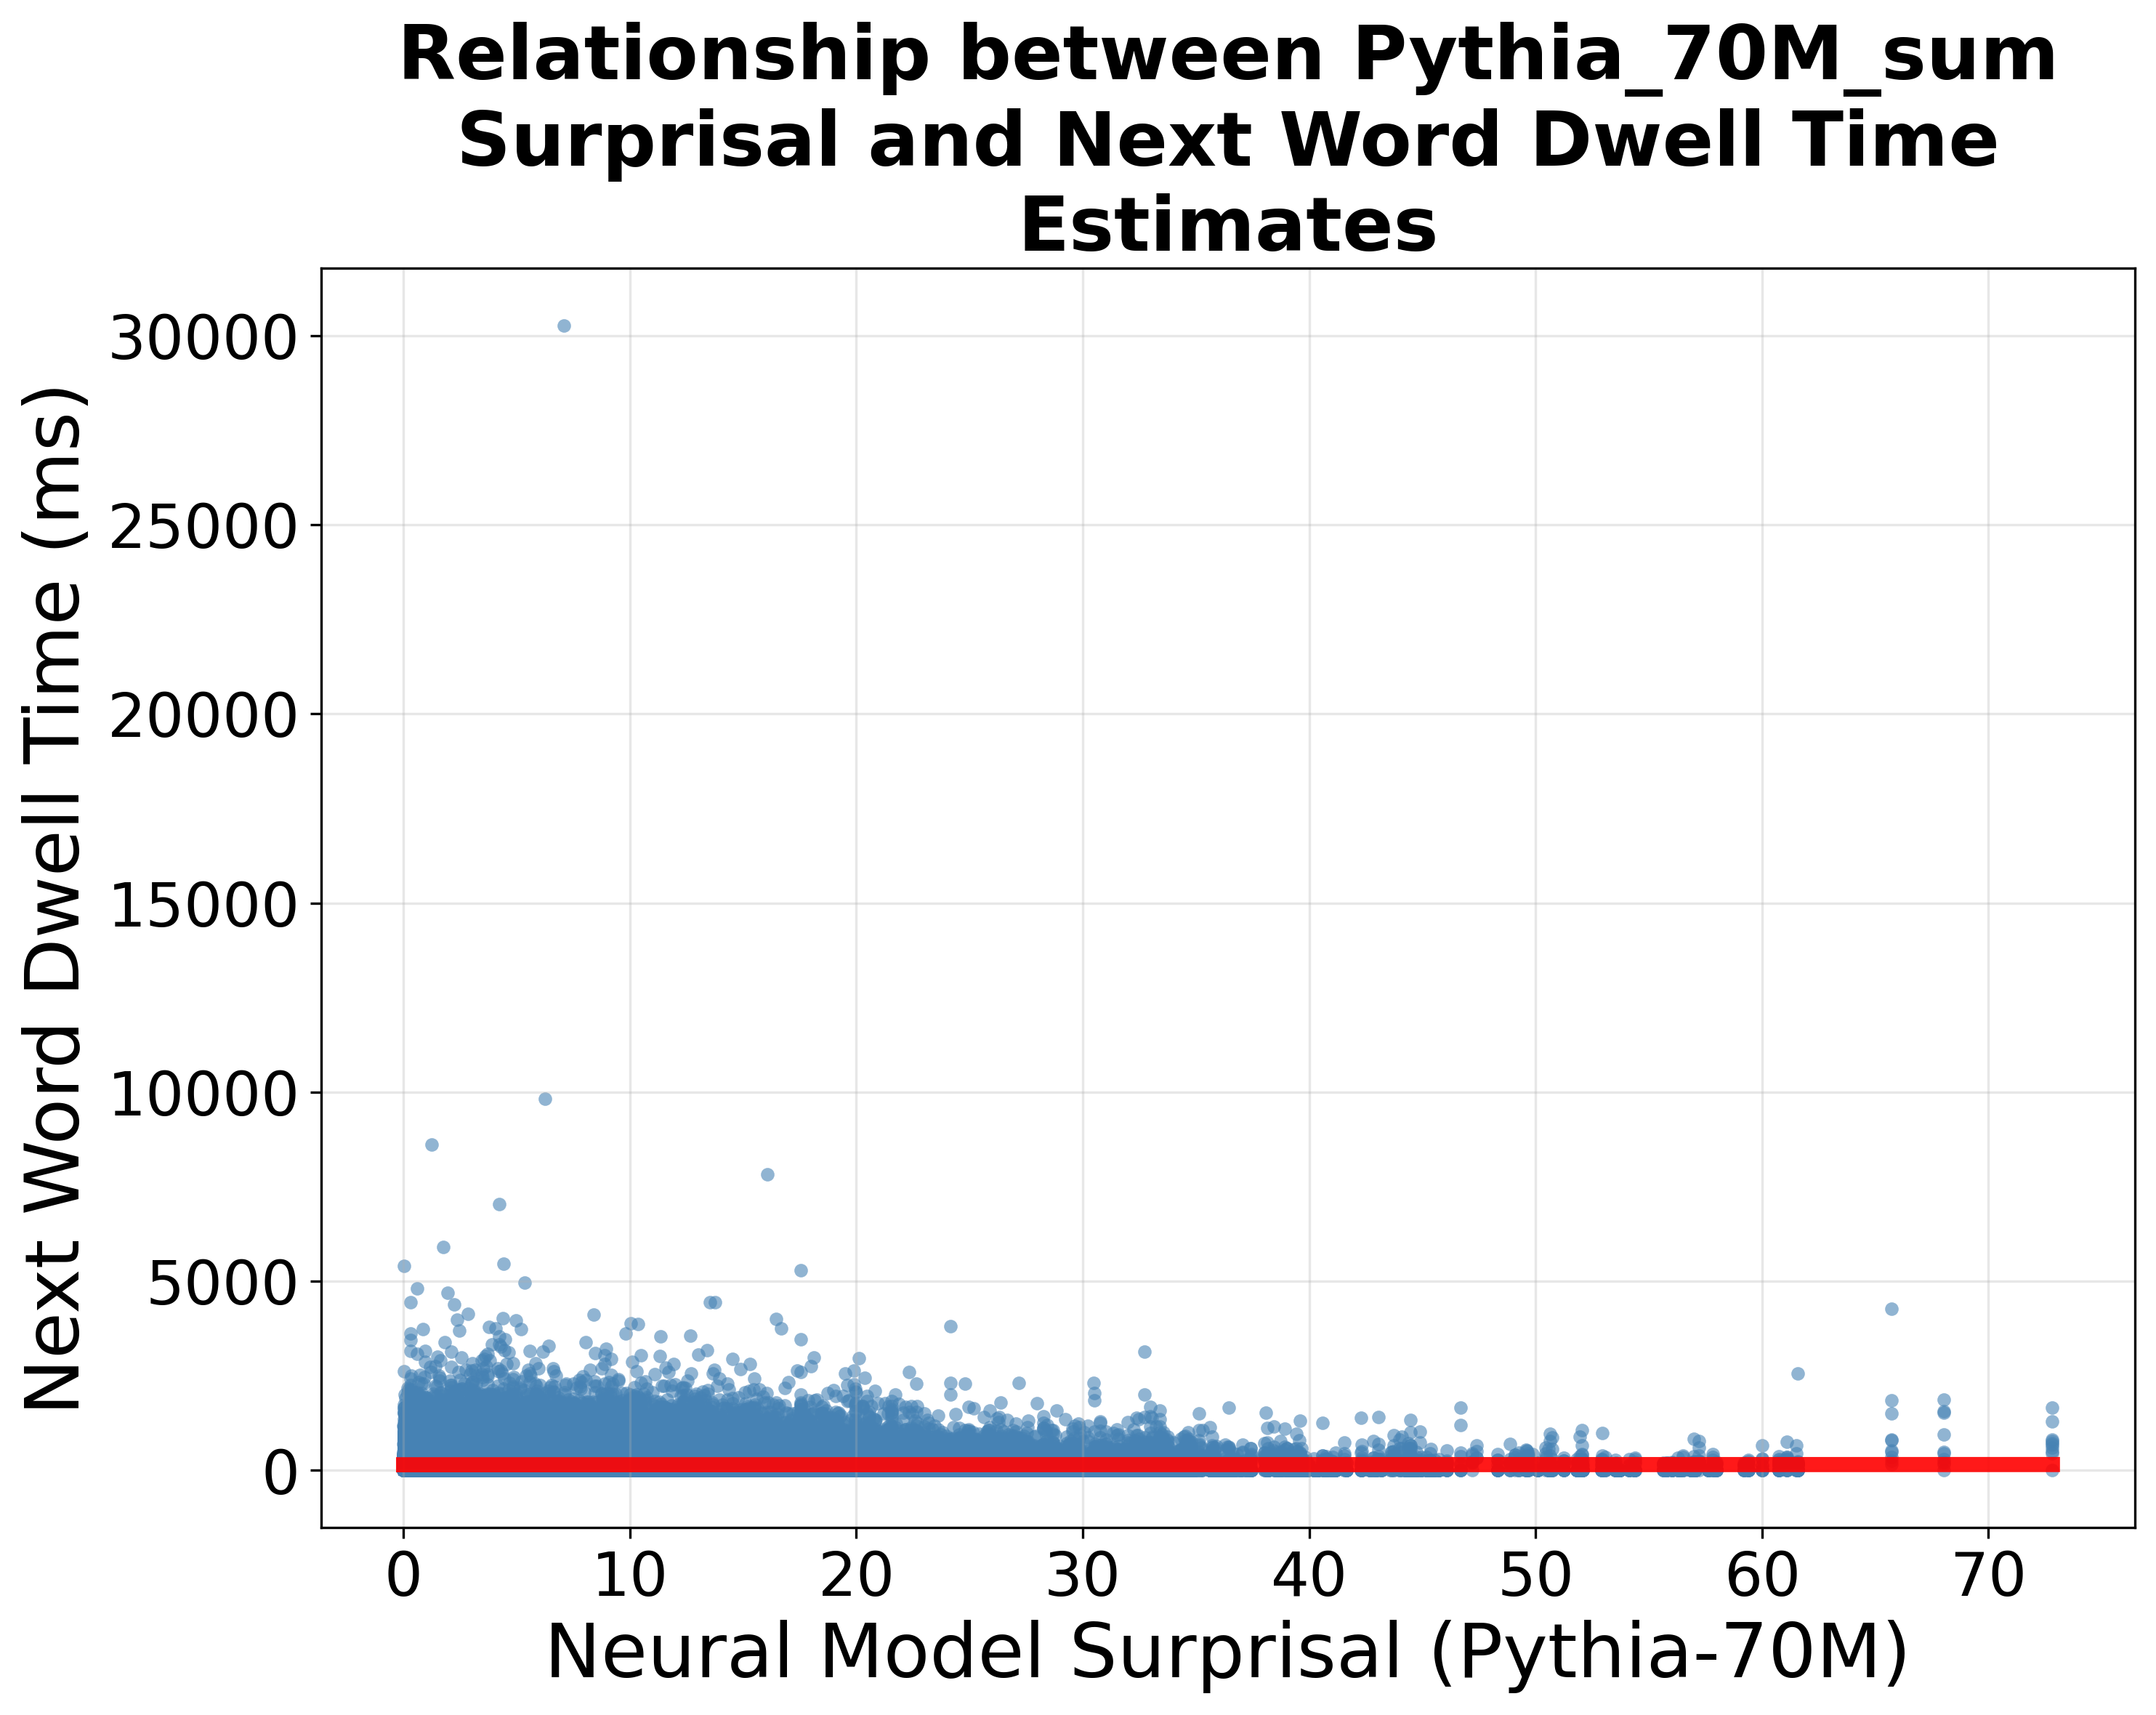 Relationship between Pythia_70M_sum
Surprisal and Next Word Dwell Time
Estimates
Next Word Dwell Time (ms)
30000
25000
20000
15000
10000
5000
0
0 10 20 30 40 50 60 70
Neural Model Surprisal (Pythia-70M)